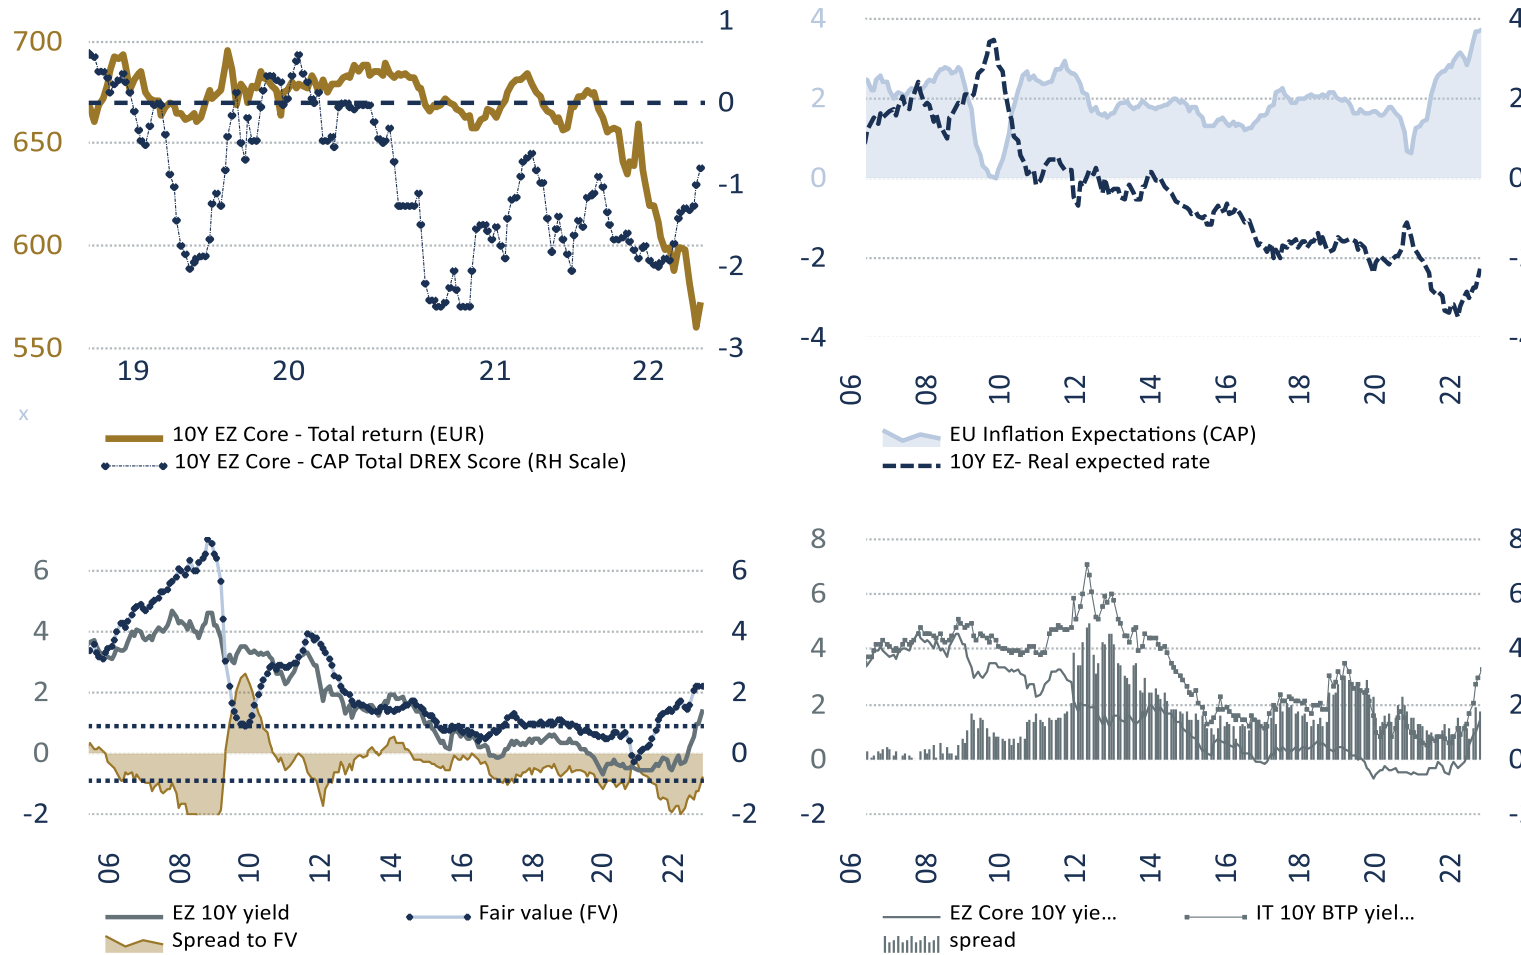 700
650
600
550
1
0
-1
-2
-3
19 20 21 22
x
10Y EZ Core - Total return (EUR)
10Y EZ Core - CAP Total DREX Score (RH Scale)
4
2
0
-2
-4
06 08 10 12 14 16 18 20 22
EU Inflation Expectations (CAP)
10Y EZ- Real expected rate
6
4
2
0
-2
6
4
2
0
-2
06 08 10 12 14 16 18 20 22
EZ 10Y yield
Fair value (FV)
Spread to FV
8
6
4
2
0
-2
06 08 10 12 14 16 18 20 22
EZ Core 10Y yie...
IT 10Y BTP yiel...
spread